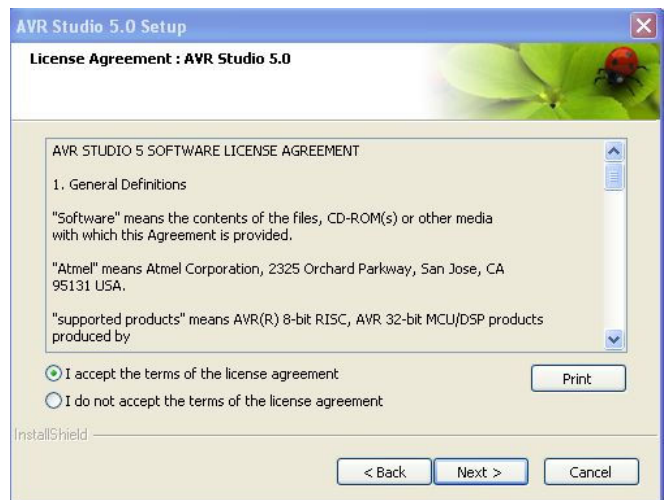 AVR Studio 5.0 Setup
License Agreement : AVR Studio 5.0
AVR STUDIO 5 SOFTWARE LICENSE AGREEMENT
1. General Definitions
"Software" means the contents of the files, CD-ROM(s) or other media
with which this Agreement is provided.
"Atmel" means Atmel Corporation, 2325 Orchard Parkway, San Jose, CA
95131 USA.
"supported products" means AVR(R) 8-bit RISC, AVR 32-bit MCU/DSP products
produced by
I accept the terms of the license agreement
Print
I do not accept the terms of the license agreement
InstallShield
< Back
Next >
Cancel